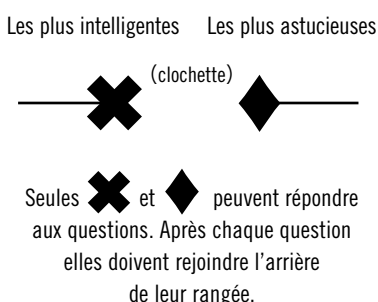 Les plus intelligentes Les plus astucieuses
(clochette)
Seules ✖ et ♦ peuvent répondre
aux questions. Après chaque question
elles doivent rejoindre l'arrière
de leur rangée.